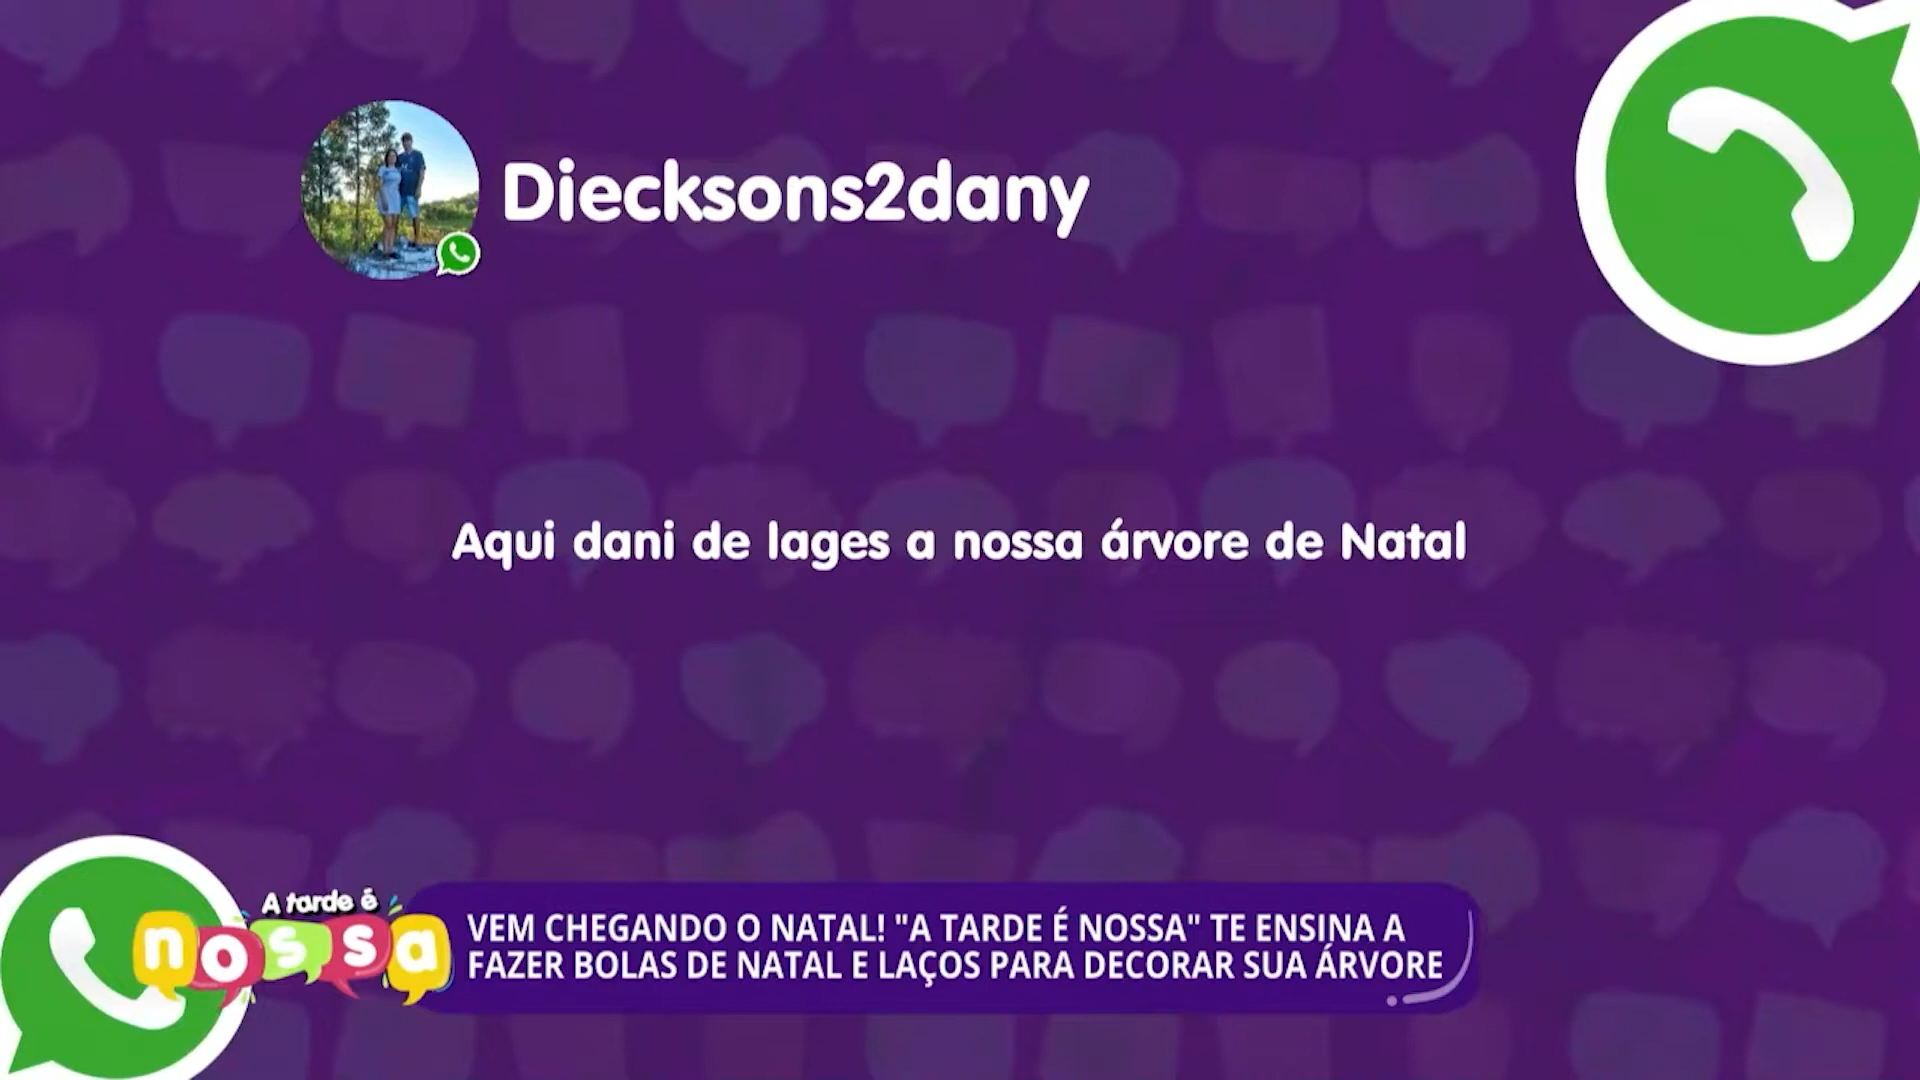 Diecksons2dany
Aqui dani de lages a nossa árvore de Natal
A tarde é
nossa
VEM CHEGANDO O NATAL! "A TARDE É NOSSA" TE ENSINA A
FAZER BOLAS DE NATAL E LAÇOS PARA DECORAR SUA ÁRVORE